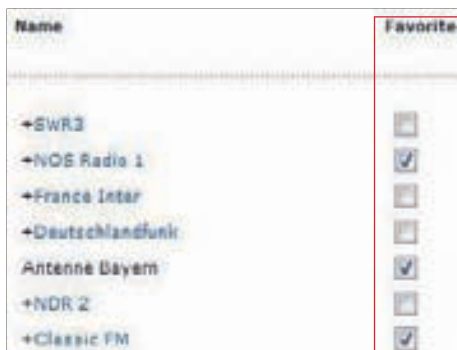 Name Favorite
+SWR3
+NOS Radio 1
+France Inter
+Deutschlandfunk
Antenne Bayern
+NDR 2
+Classic FM